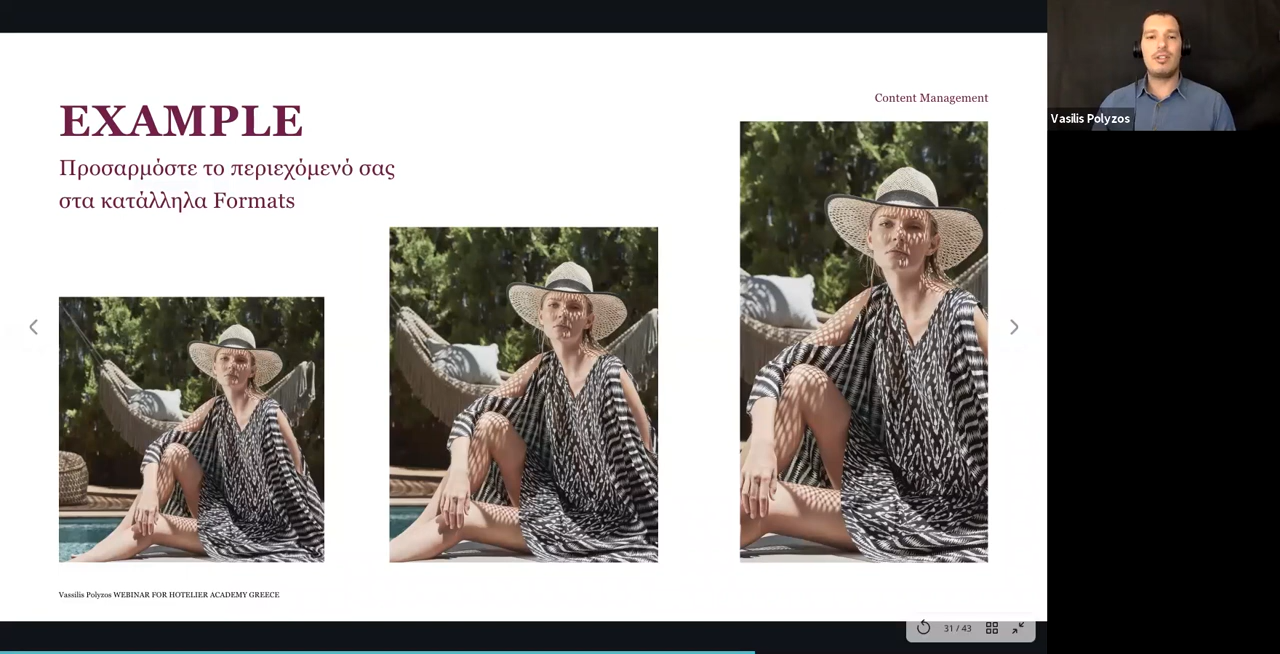 Content Management
EXAMPLE
Προσαρμόστε το περιεχόμενό σας
στα κατάλληλα Formats
Vassilis Polyzos WEBINAR FOR HOTELIER ACADEMY GREECE
31 / 43
Vasilis Polyzos